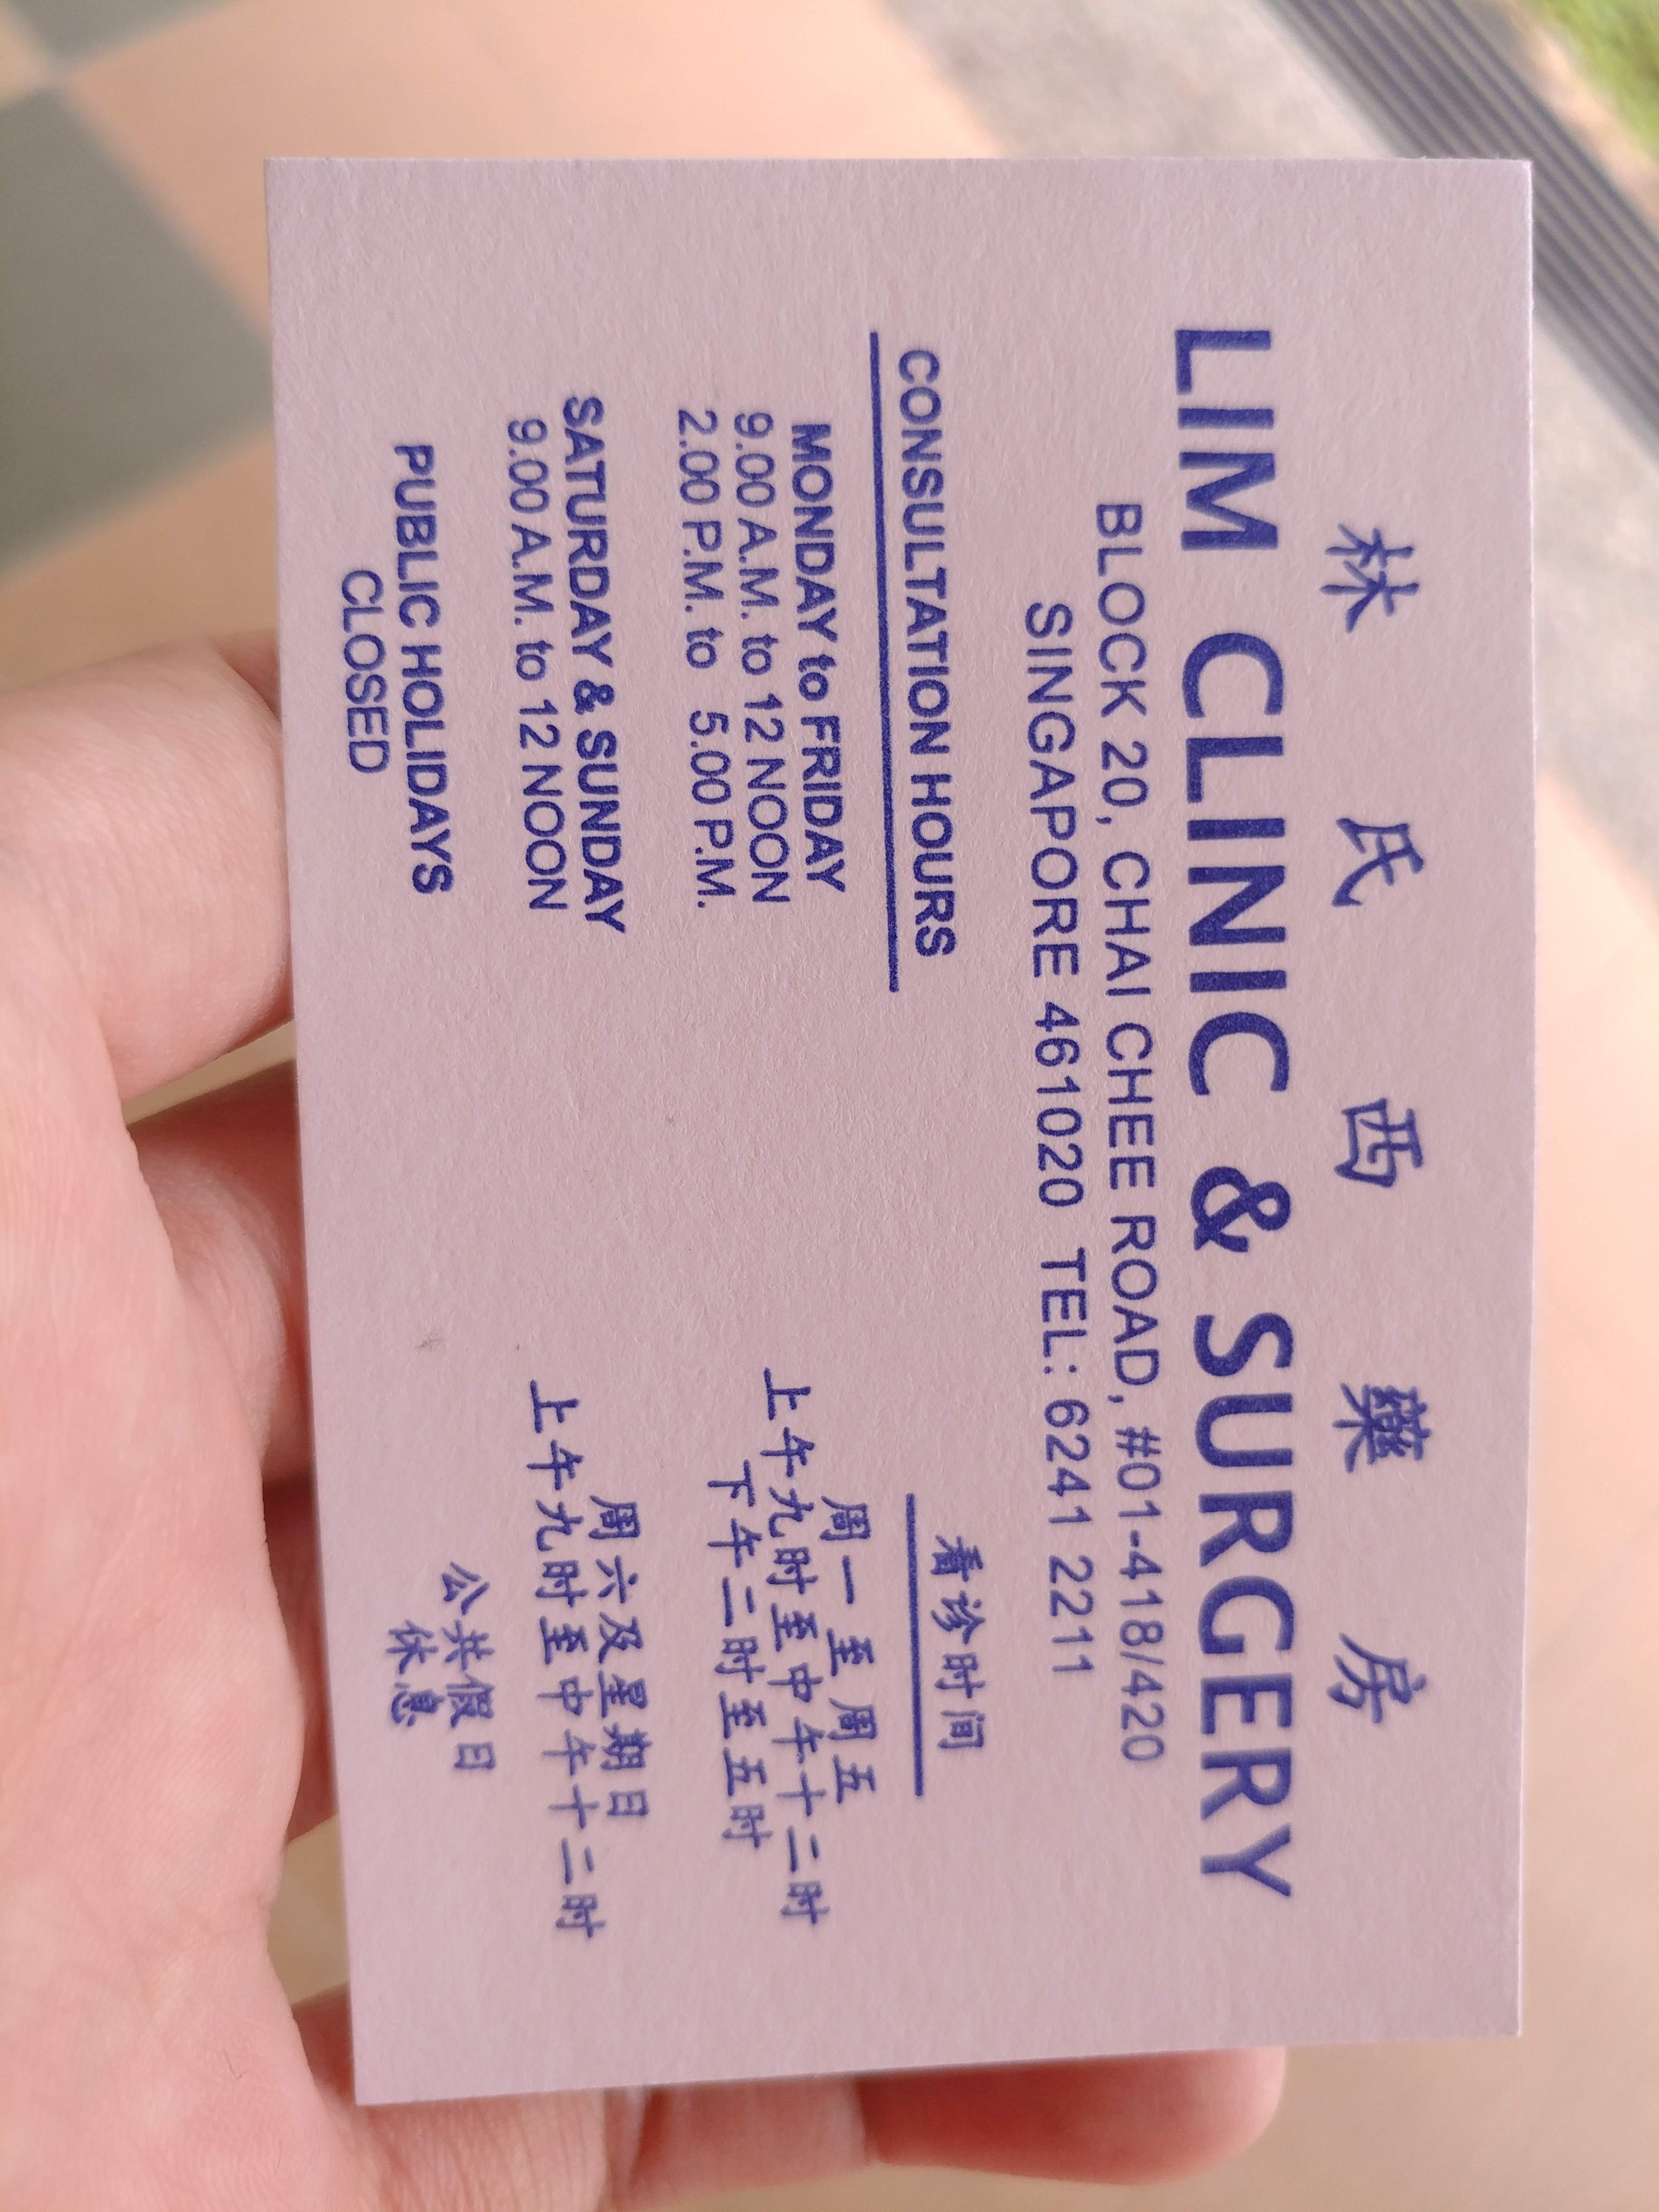 林氏西藥房
LIM CLINIC & SURGERY
BLOCK 20, CHAI CHEE ROAD, #01-418/420
SINGAPORE 461020 TEL: 6241 2211
CONSULTATION HOURS
MONDAY to FRIDAY
9.00 A.M. to 12 NOON
2.00 P.M. to 5.00 P.M.
SATURDAY & SUNDAY
9.00 A.M. to 12 NOON
PUBLIC HOLIDAYS
CLOSED
看诊时间
周一至周五
上午九时至中午十二时
下午二时至五时
周六及星期日
上午九时至中午十二时
公共假日
休息